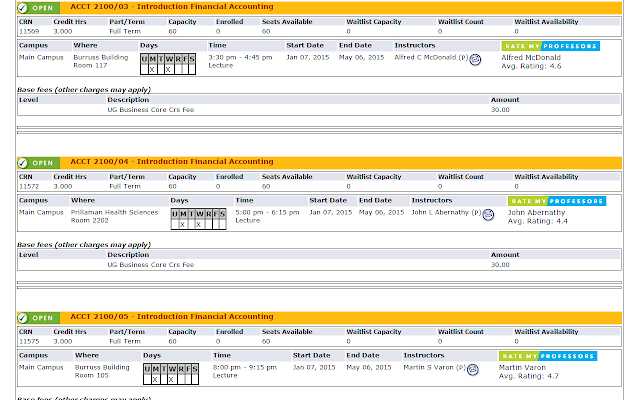 OPEN ACCT 2100/03 - Introduction Financial Accounting
CRN Credit Hrs Part/Term Capacity Enrolled Seats Available Waitlist Capacity Waitlist Count Waitlist Availability
11569 3.000 Full Term 60 0 60 0 0 0
Campus Where Days Time Start Date End Date Instructors RATE MY PROFESSORS
Main Campus Burruss Building U M T W R F S 3:30 pm - 4:45 pm Jan 07, 2015 May 06, 2015 Alfred C McDonald (P) Alfred McDonald
Room 117 X X Lecture Avg. Rating: 4.6
Base fees (other charges may apply)
Level Description Amount
UG Business Core Crs Fee 30.00
OPEN ACCT 2100/04 - Introduction Financial Accounting
CRN Credit Hrs Part/Term Capacity Enrolled Seats Available Waitlist Capacity Waitlist Count Waitlist Availability
11572 3.000 Full Term 60 0 60 0 0 0
Campus Where Days Time Start Date End Date Instructors RATE MY PROFESSORS
Main Campus Prillaman Health Sciences U M T W R F S 5:00 pm - 6:15 pm Jan 07, 2015 May 06, 2015 John L Abernathy (P) John Abernathy
Room 2202 X X Lecture Avg. Rating: 4.4
Base fees (other charges may apply)
Level Description Amount
UG Business Core Crs Fee 30.00
OPEN ACCT 2100/05 - Introduction Financial Accounting
CRN Credit Hrs Part/Term Capacity Enrolled Seats Available Waitlist Capacity Waitlist Count Waitlist Availability
11575 3.000 Full Term 60 0 60 0 0 0
Campus Where Days Time Start Date End Date Instructors RATE MY PROFESSORS
Main Campus Burruss Building U M T W R F S 8:00 pm - 9:15 pm Jan 07, 2015 May 06, 2015 Martin S Varon (P) Martin Varon
Room 105 X X Lecture Avg. Rating: 4.7
Base fees (other charges may apply)